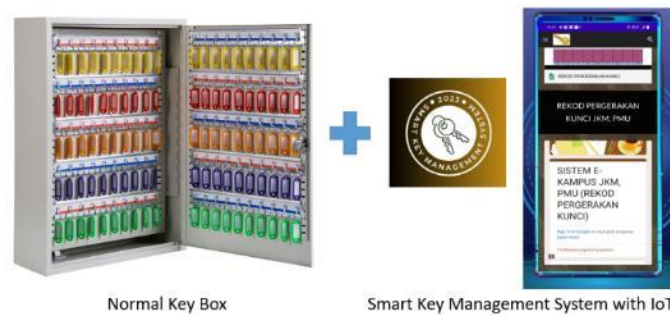 SMART KEY MANAGEMENT SYSTEM
2023
REKOD PERGERAKAN KUNCI
REKOD PERGERAKAN
KUNCI JKM, PMU
SISTEM E-
KAMPUS JKM,
PMU (REKOD
PERGERAKAN
KUNCI)
Normal Key Box
Smart Key Management System with IoT